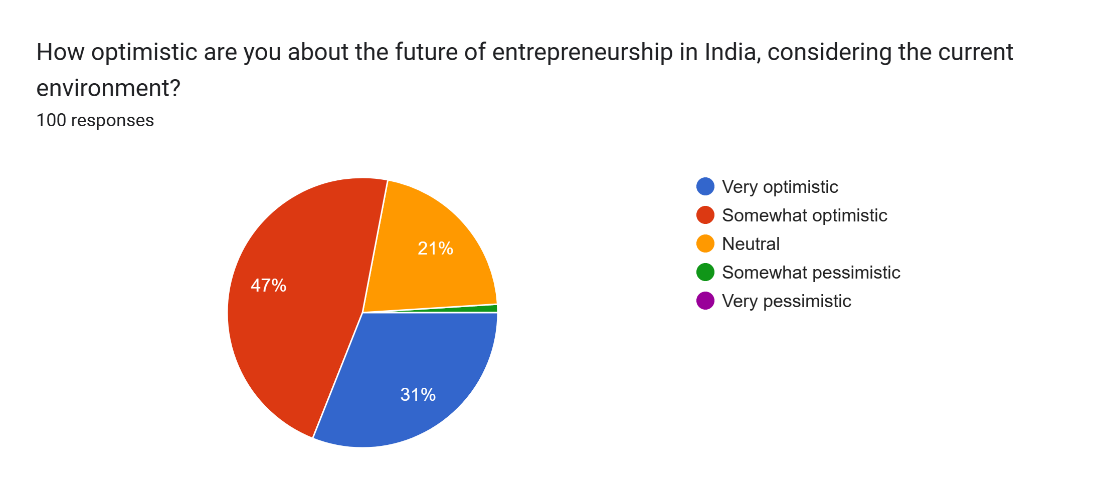 How optimistic are you about the future of entrepreneurship in India, considering the current
environment?
100 responses
Very optimistic
Somewhat optimistic
Neutral
Somewhat pessimistic
Very pessimistic
21%
47%
31%